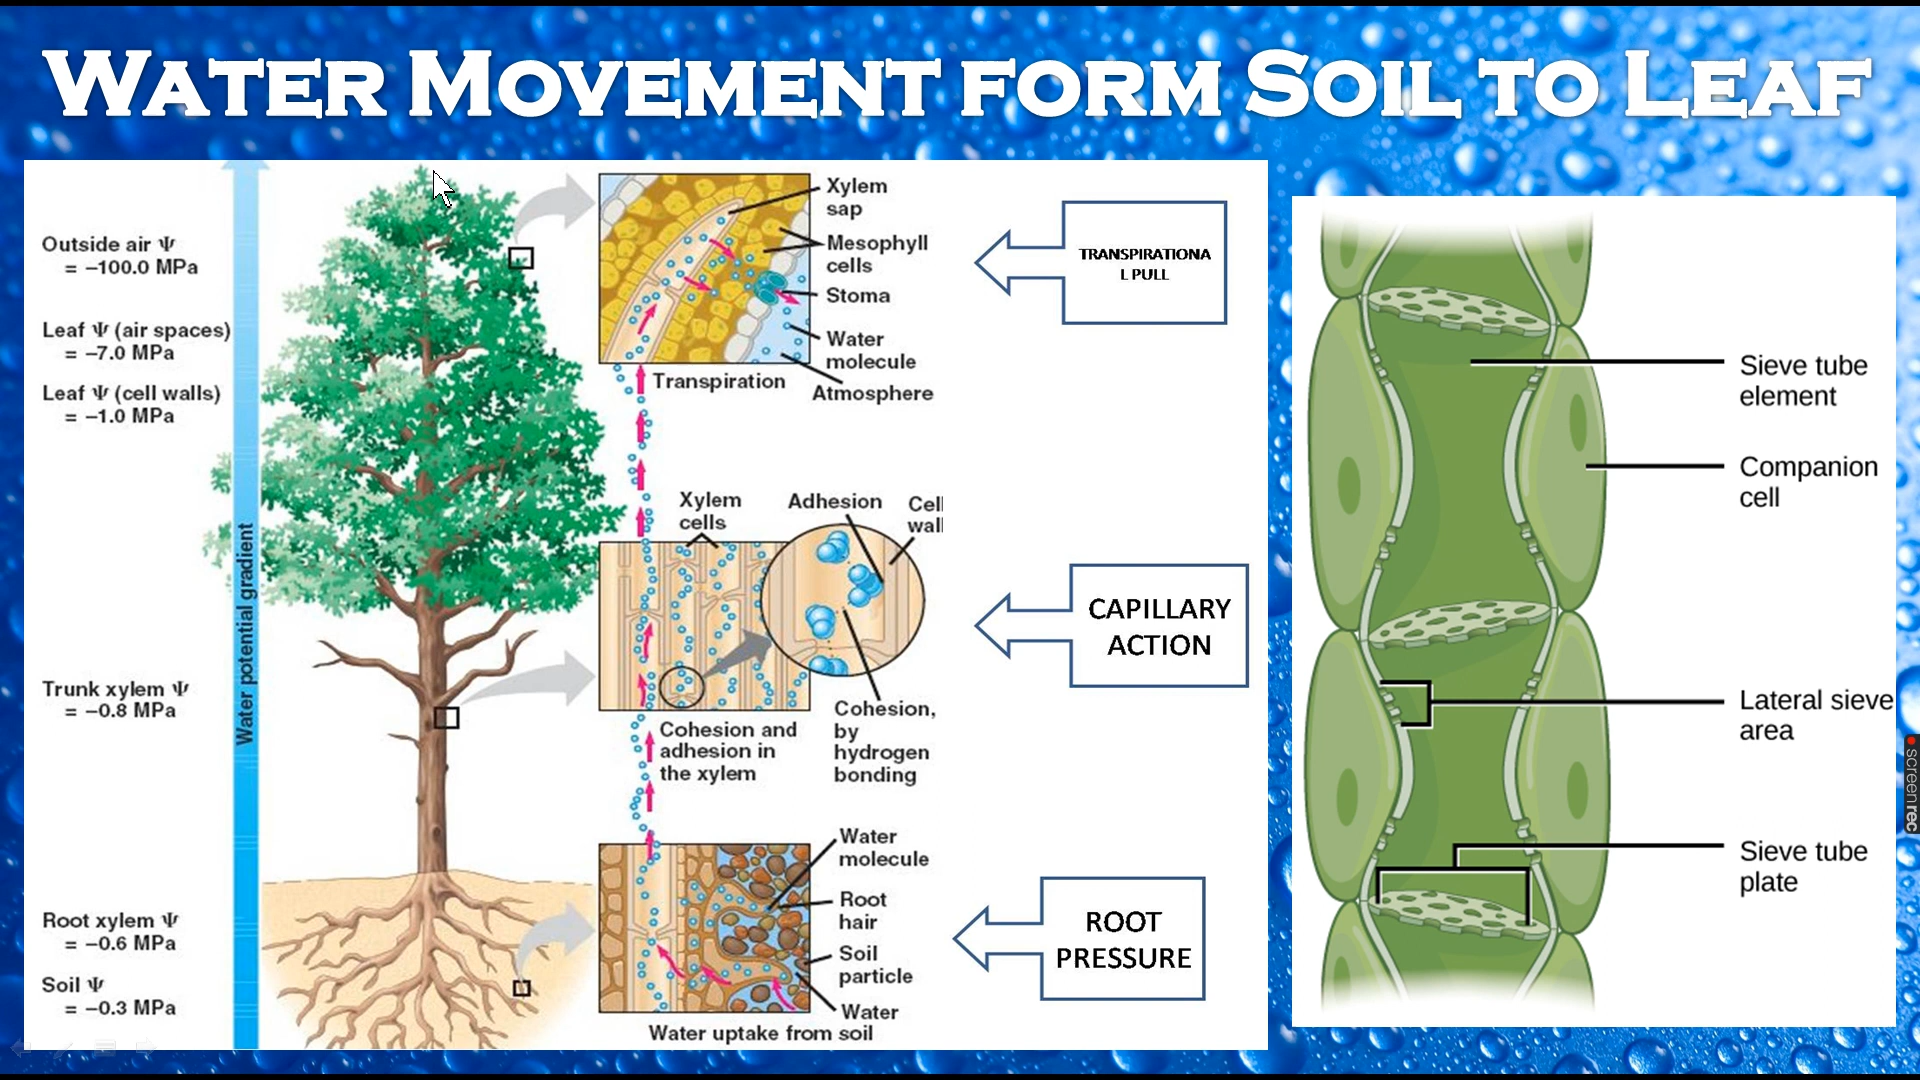 WATER MOVEMENT FORM SOIL TO LEAF
Outside air Ψ
= –100.0 MPa
Leaf Ψ (air spaces)
= –7.0 MPa
Leaf Ψ (cell walls)
= –1.0 MPa
Trunk xylem Ψ
= –0.8 MPa
Root xylem Ψ
= –0.6 MPa
Soil Ψ
= –0.3 MPa
Water potential gradient
Xylem
sap
Mesophyll
cells
Stoma
Water
molecule
Atmosphere
Transpiration
Xylem
cells
Adhesion
Cell
wall
Cohesion and
adhesion in
the xylem
Cohesion,
by
hydrogen
bonding
Water
molecule
Root
hair
Soil
particle
Water
Water uptake from soil
TRANSPIRATIONA
L PULL
CAPILLARY
ACTION
ROOT
PRESSURE
Sieve tube
element
Companion
cell
Lateral sieve
area
Sieve tube
plate
screenrec